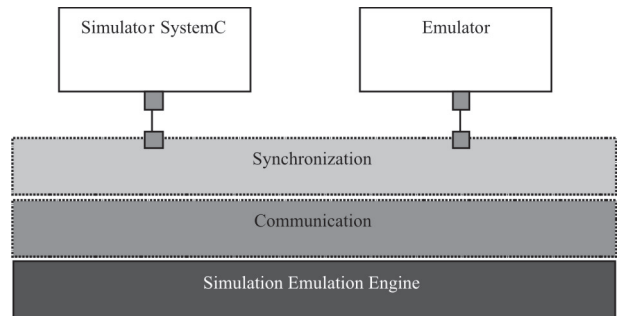 Simulator SystemC
Emulator
Synchronization
Communication
Simulation Emulation Engine